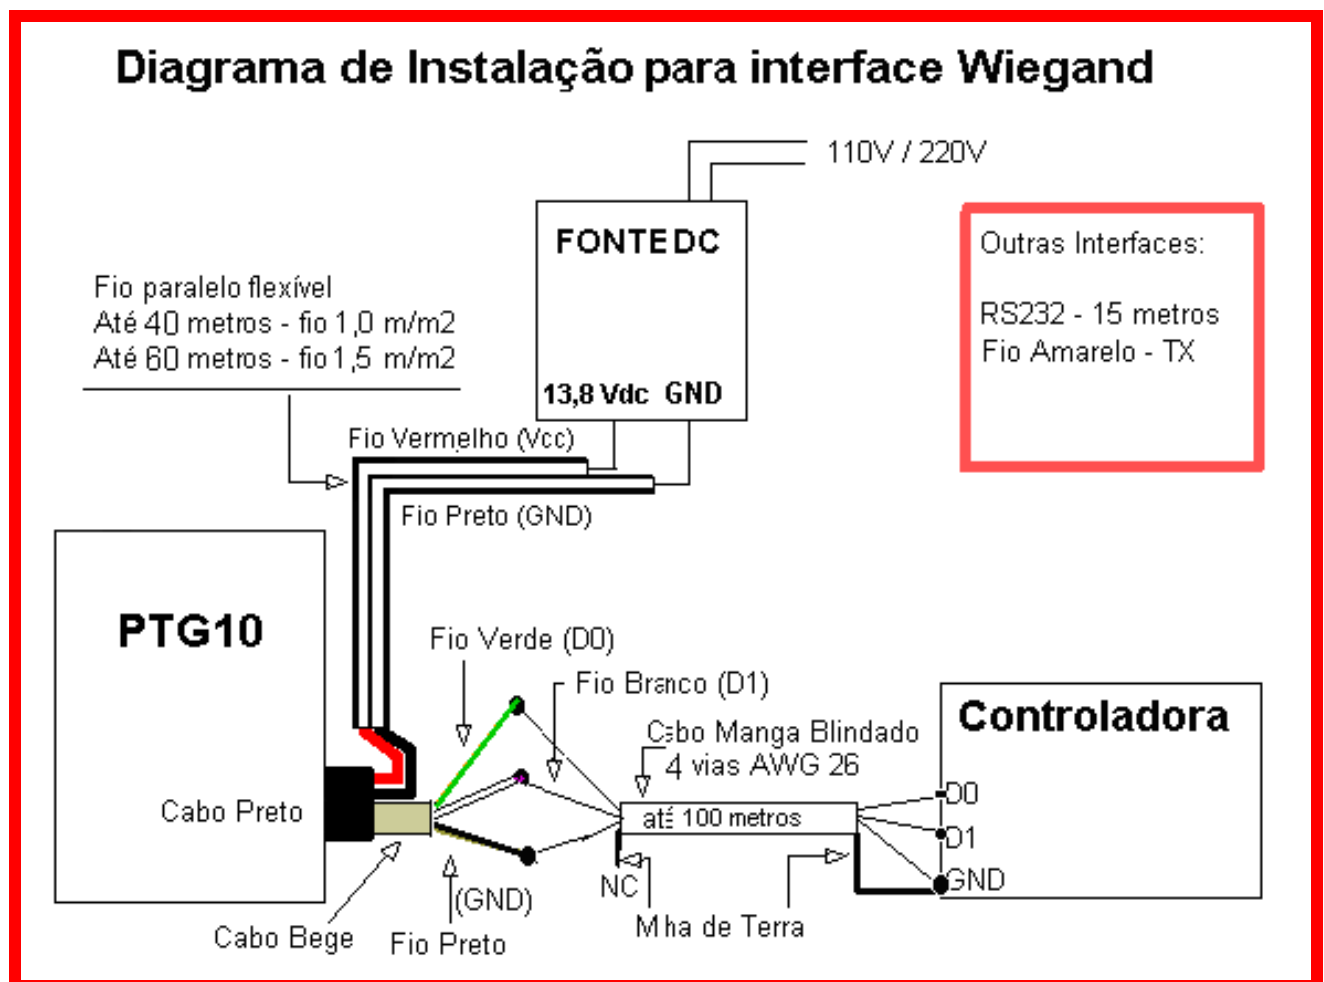 Diagrama de Instalação para interface Wiegand
110V / 220V
FONTE DC
13,8 Vdc GND
Outras Interfaces:
RS232 - 15 metros
Fio Amarelo - TX
Fio paralelo flexível
Até 40 metros - fio 1,0 m/m2
Até 60 metros - fio 1,5 m/m2
Fio Vermelho (Vcc)
Fio Preto (GND)
PTG10
Fio Verde (D0)
Fio Branco (D1)
Cabo Manga Blindado
4 vias AWG 26
até 100 metros
Controladora
D0
D1
GND
Cabo Preto
Cabo Bege
(GND)
Fio Preto
NC
Mlha de Terra